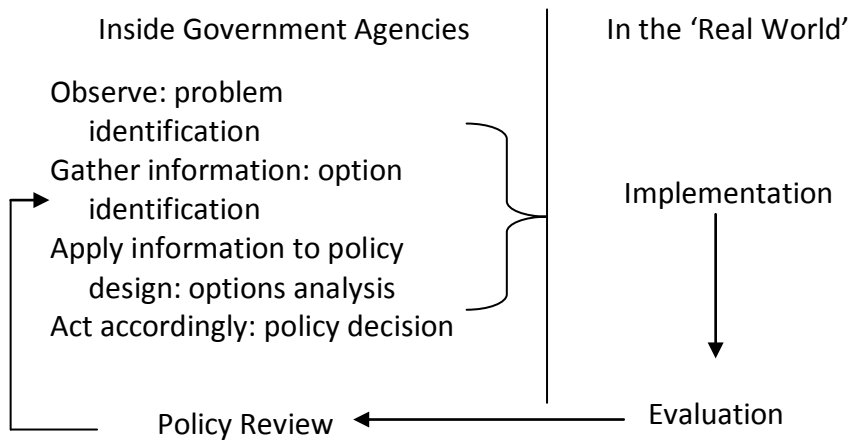 Inside Government Agencies
In the ‘Real World’
Observe: problem
identification
Gather information: option
identification
Apply information to policy
design: options analysis
Act accordingly: policy decision
Implementation
Evaluation
Policy Review